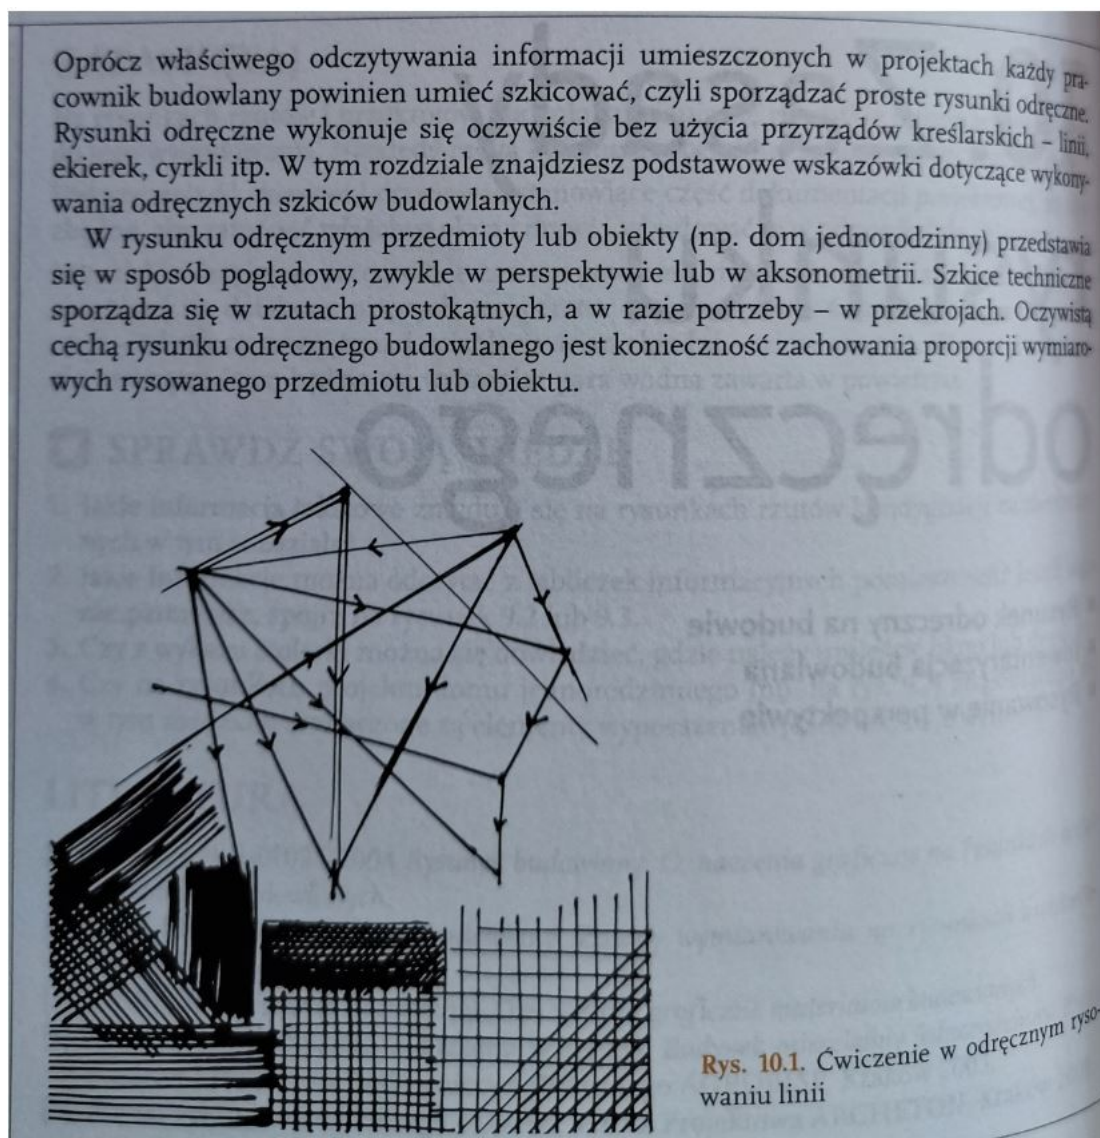 Oprócz właściwego odczytywania informacji umieszczonych w projektach każdy pra-
cownik budowlany powinien umieć szkicować, czyli sporządzać proste rysunki odręczne.
Rysunki odręczne wykonuje się oczywiście bez użycia przyrządów kreślarskich – linii,
ekierek, cyrkli itp. W tym rozdziale znajdziesz podstawowe wskazówki dotyczące wykony-
wania odręcznych szkiców budowlanych.
W rysunku odręcznym przedmioty lub obiekty (np. dom jednorodzinny) przedstawia
się w sposób poglądowy, zwykle w perspektywie lub w aksonometrii. Szkice techniczne
sporządza się w rzutach prostokątnych, a w razie potrzeby – w przekrojach. Oczywistą
cechą rysunku odręcznego budowlanego jest konieczność zachowania proporcji wymiaro-
wych rysowanego przedmiotu lub obiektu.
Rys. 10.1. Ćwiczenie w odręcznym ryso-
waniu linii